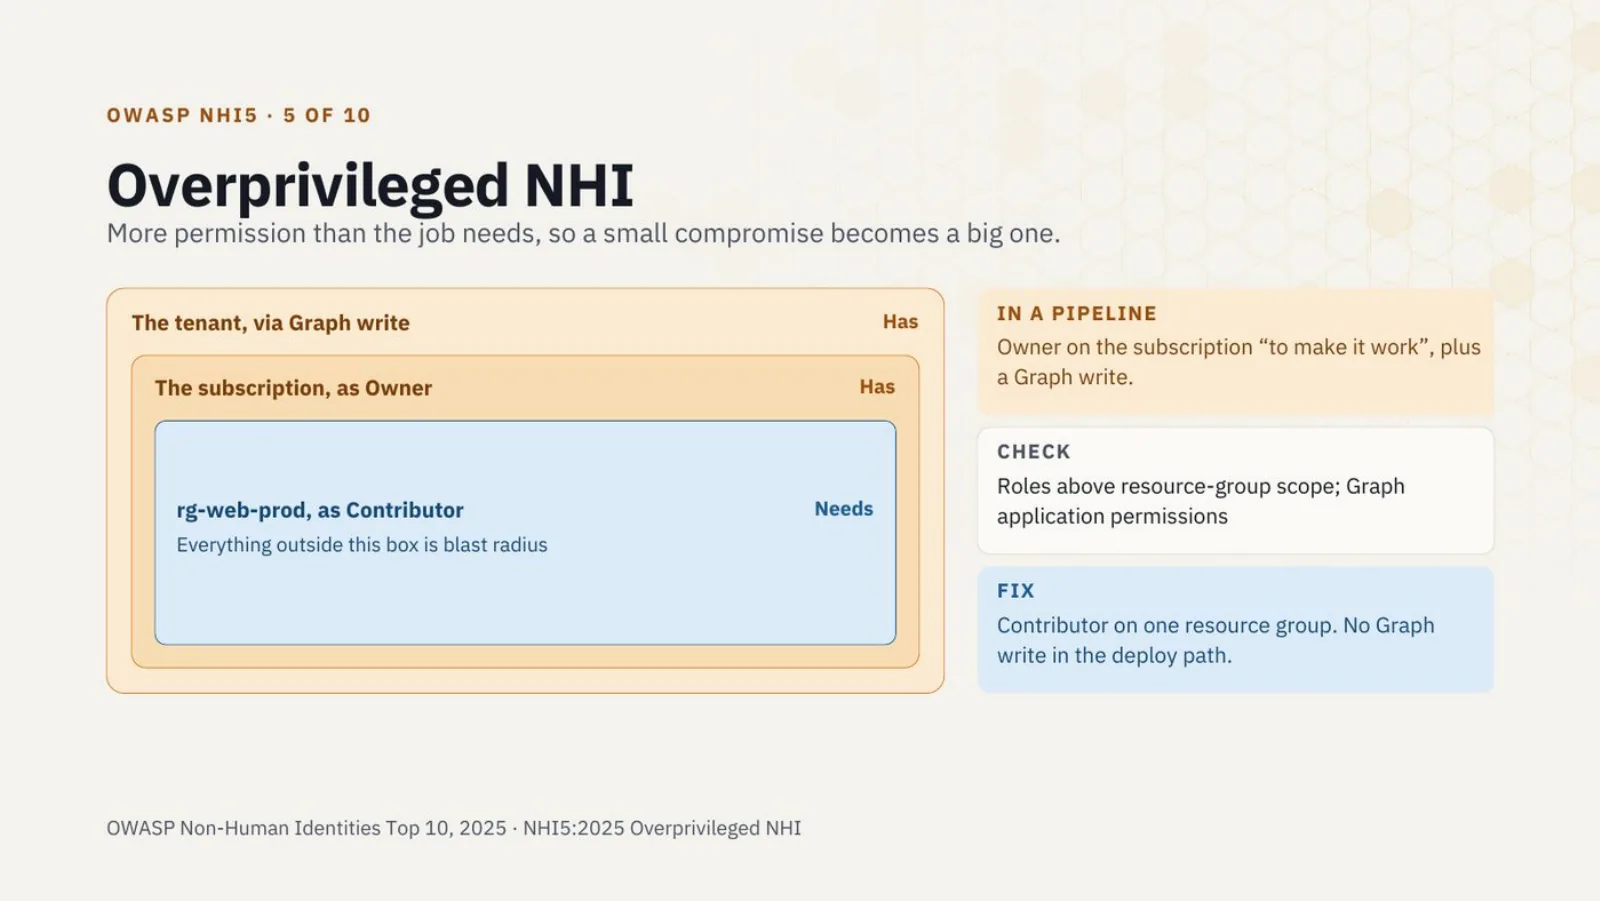 OWASP NHI5 · 5 OF 10
Overprivileged NHI
More permission than the job needs, so a small compromise becomes a big one.
The tenant, via Graph write
Has
The subscription, as Owner
Has
rg-web-prod, as Contributor
Needs
Everything outside this box is blast radius
IN A PIPELINE
Owner on the subscription “to make it work”, plus
a Graph write.
CHECK
Roles above resource-group scope; Graph
application permissions
FIX
Contributor on one resource group. No Graph
write in the deploy path.
OWASP Non-Human Identities Top 10, 2025 · NHI5:2025 Overprivileged NHI